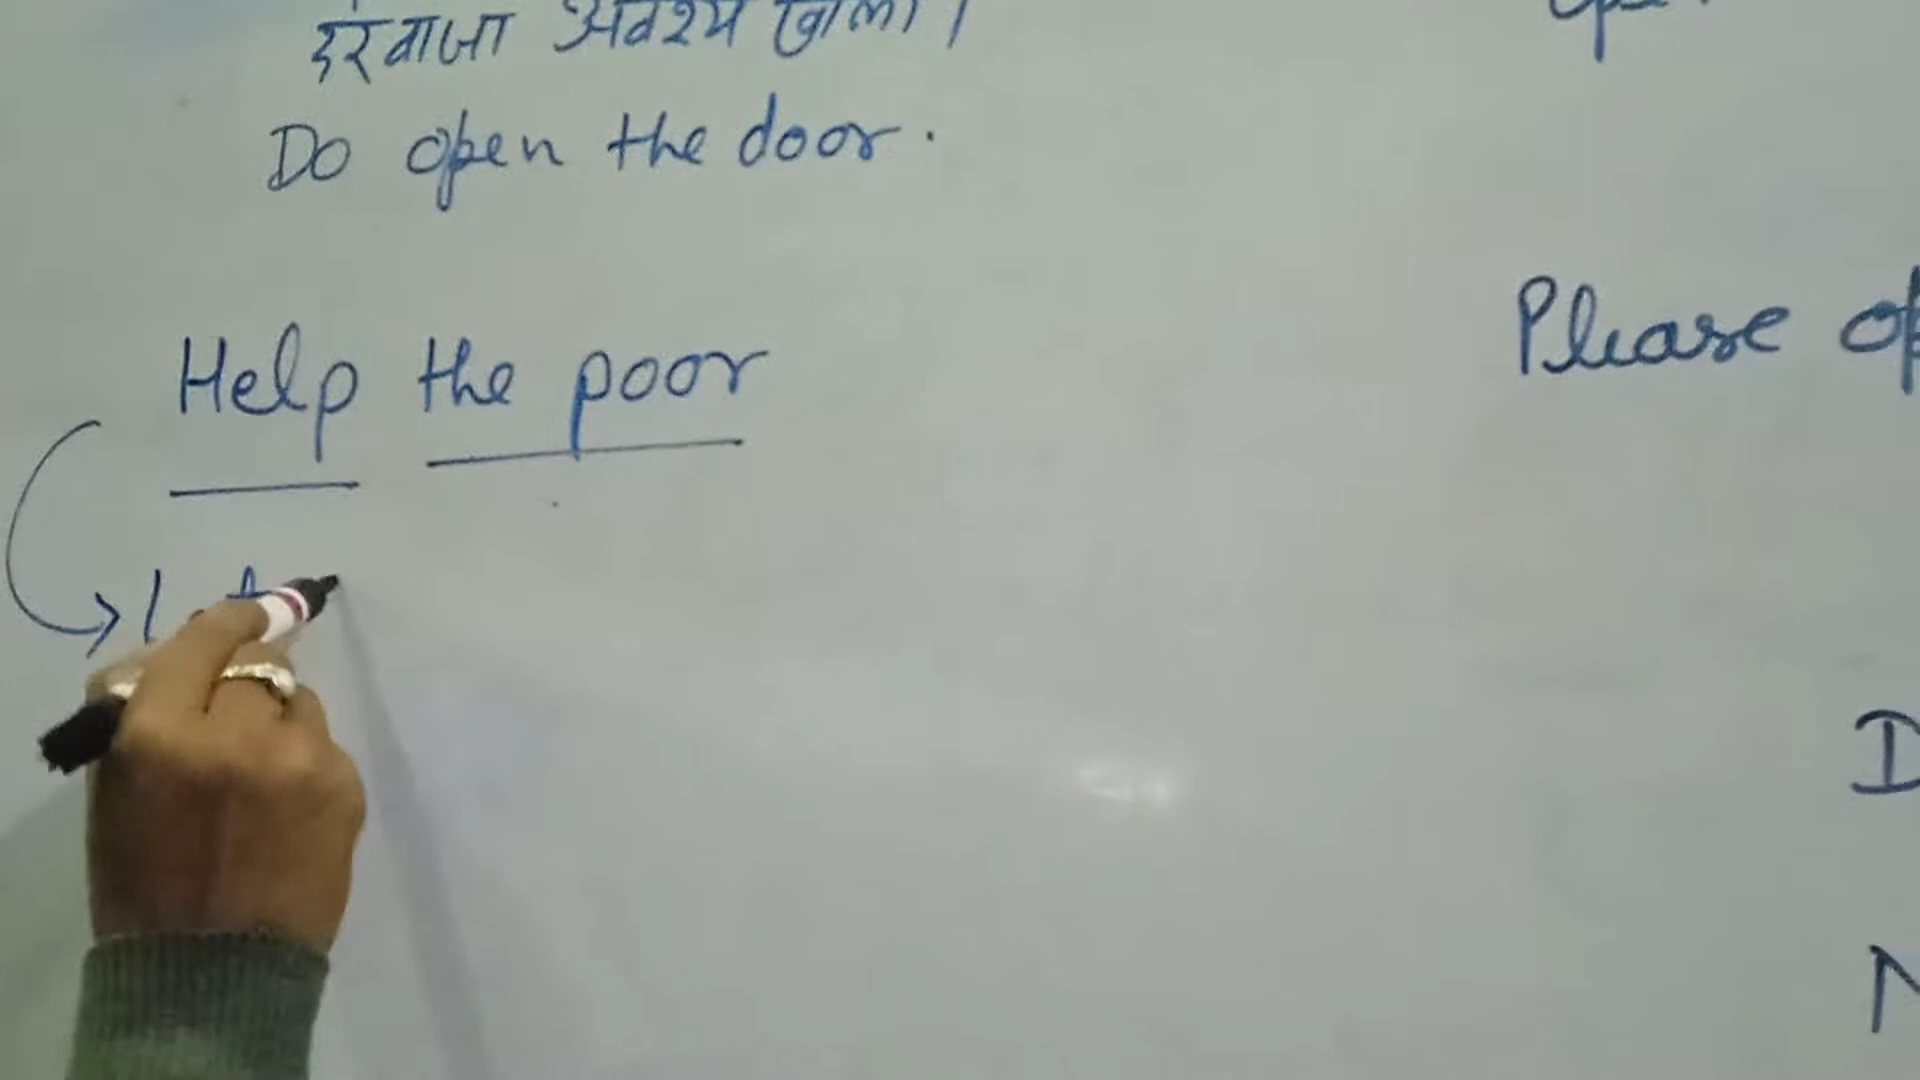 दरवाजा अवश्य खोलो।
Do open the door.
Help the poor
Please
D
N